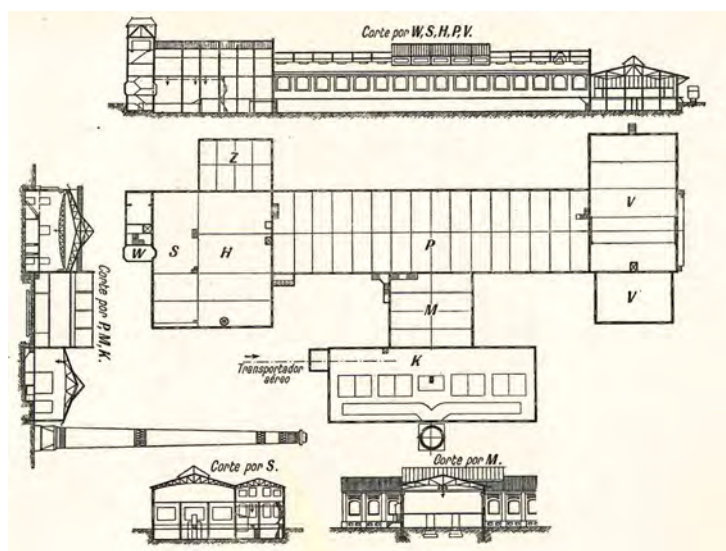 Corte por W, S, H, P, V.
Z
W
S
H
P
V
V
M
Corte por P, M, K.
K
Transportador
aéreo
Corte por S.
Corte por M.